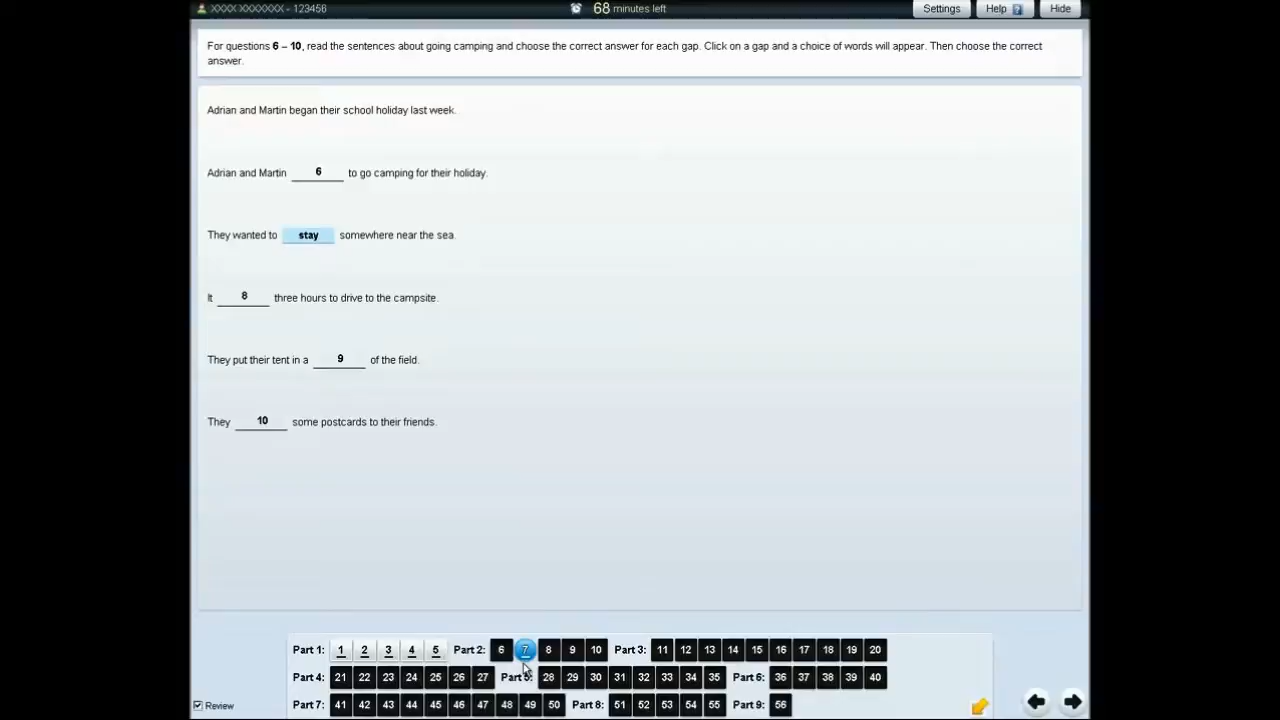 XXXX XXXXXXX - 123456 68 minutes left Settings Help ? Hide
For questions 6 – 10, read the sentences about going camping and choose the correct answer for each gap. Click on a gap and a choice of words will appear. Then choose the correct
answer.
Adrian and Martin began their school holiday last week.
Adrian and Martin 6 to go camping for their holiday.
They wanted to stay somewhere near the sea.
It 8 three hours to drive to the campsite.
They put their tent in a 9 of the field.
They 10 some postcards to their friends.
Part 1: 1 2 3 4 5 Part 2: 6 7 8 9 10 Part 3: 11 12 13 14 15 16 17 18 19 20
Part 4: 21 22 23 24 25 26 27 Part 5: 28 29 30 31 32 33 34 35 Part 6: 36 37 38 39 40
Review Part 7: 41 42 43 44 45 46 47 48 49 50 Part 8: 51 52 53 54 55 Part 9: 56